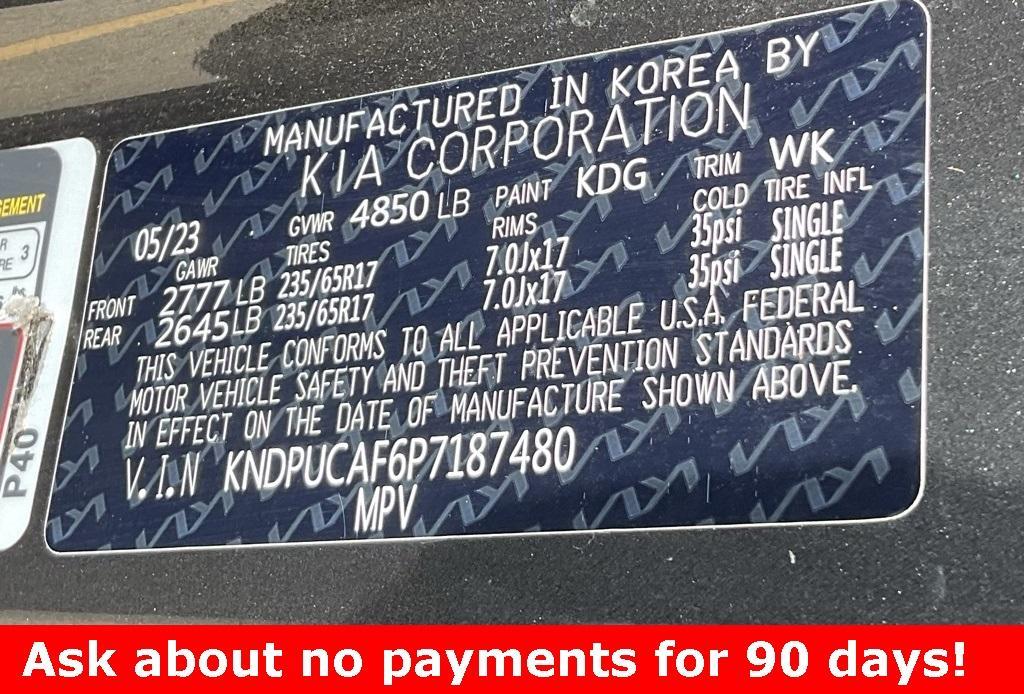 MANUFACTURED IN KOREA BY
KIA CORPORATION
05/23 GVWR 4850 LB PAINT KDG TRIM WK
GAWR TIRES RIMS COLD TIRE INFL
FRONT 2777 LB 235/65R17 7.0Jx17 35psi SINGLE
REAR 2645 LB 235/65R17 7.0Jx17 35psi SINGLE
THIS VEHICLE CONFORMS TO ALL APPLICABLE U.S.A. FEDERAL
MOTOR VEHICLE SAFETY AND THEFT PREVENTION STANDARDS
IN EFFECT ON THE DATE OF MANUFACTURE SHOWN ABOVE.
V.I.N KNDPUCAF6P7187480
MPV
3
P40
Ask about no payments for 90 days!